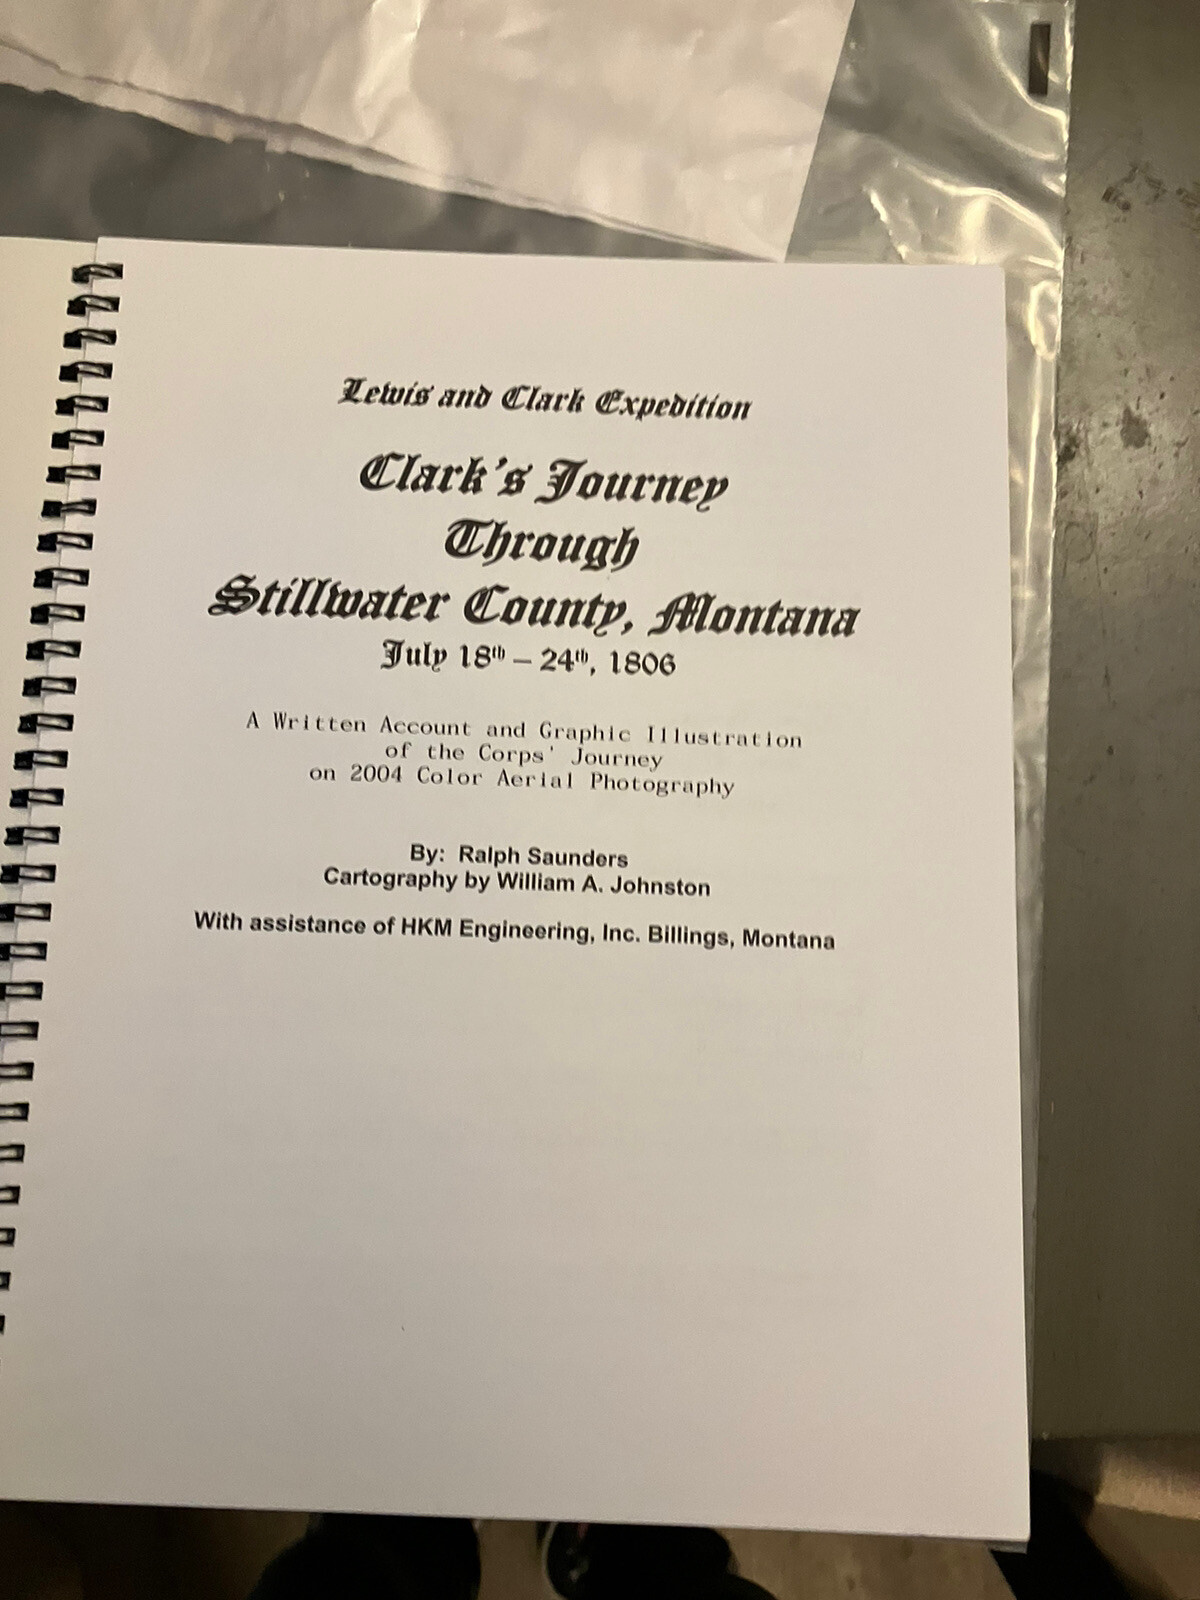 Lewis and Clark Expedition
Clark's Journey
Through
Stillwater County, Montana
July 18th – 24th, 1806
A Written Account and Graphic Illustration
of the Corps' Journey
on 2004 Color Aerial Photography
By: Ralph Saunders
Cartography by William A. Johnston
With assistance of HKM Engineering, Inc. Billings, Montana